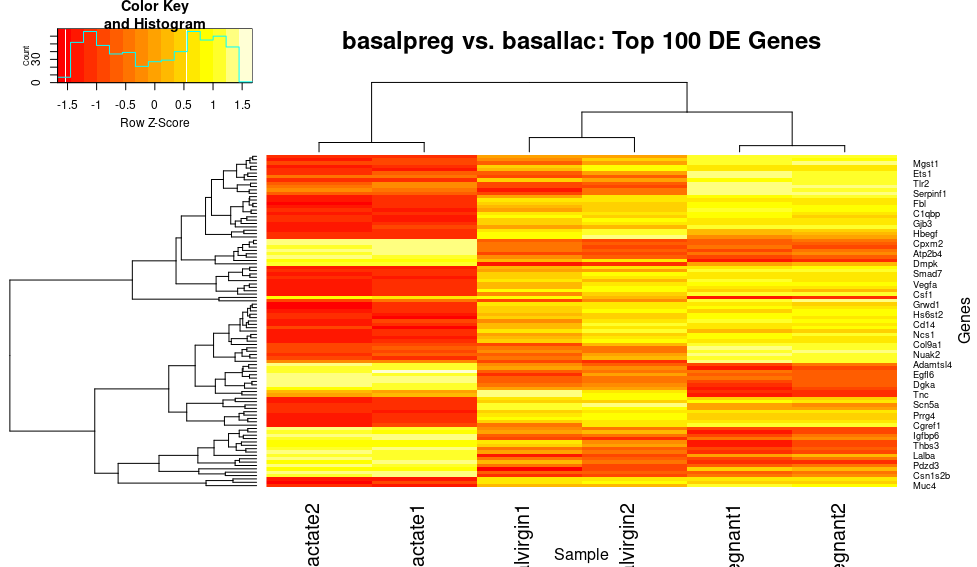 Color Key
and Histogram
Count
0 30
-1.5 -1 -0.5 0 0.5 1 1.5
Row Z-Score
basalpreg vs. basallac: Top 100 DE Genes
Mgst1
Ets1
Tlr2
Serpinf1
Fbl
C1qbp
Gjb3
Hbegf
Cpxm2
Atp2b4
Dmpk
Smad7
Vegfa
Csf1
Grwd1
Hs6st2
Cd14
Ncs1
Col9a1
Nuak2
Adamtsl4
Egfl6
Dgka
Tnc
Scn5a
Prrg4
Cgref1
Igfbp6
Thbs3
Lalba
Pdzd3
Csn1s2b
Muc4
Genes
actate2
actate1
lvirgin1
lvirgin2
egnant1
egnant2
Sample